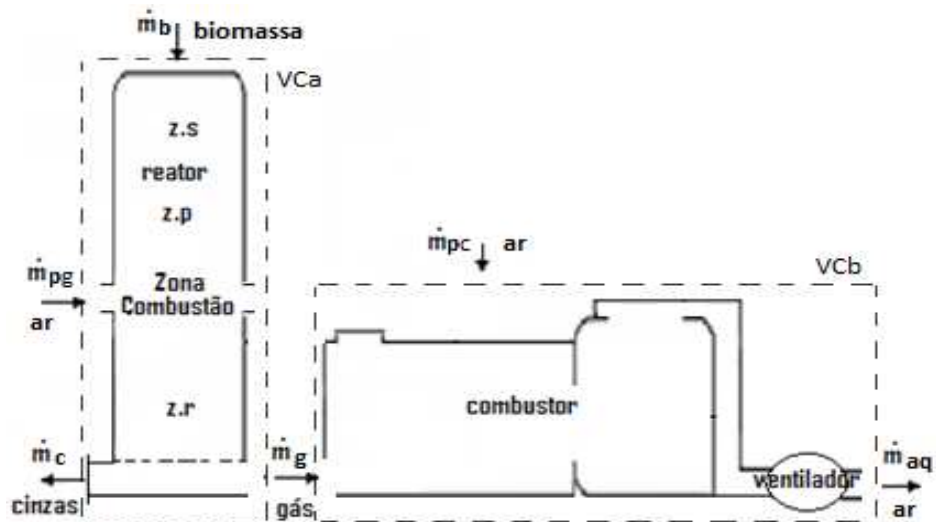 ṁb biomassa
VCa
z.s
reator
z.p
ṁpg
ar
Zona
Combustão
z.r
ṁc
cinzas
ṁg
gás
ṁpc ar
VCb
combustor
ventilador
ṁaq
ar